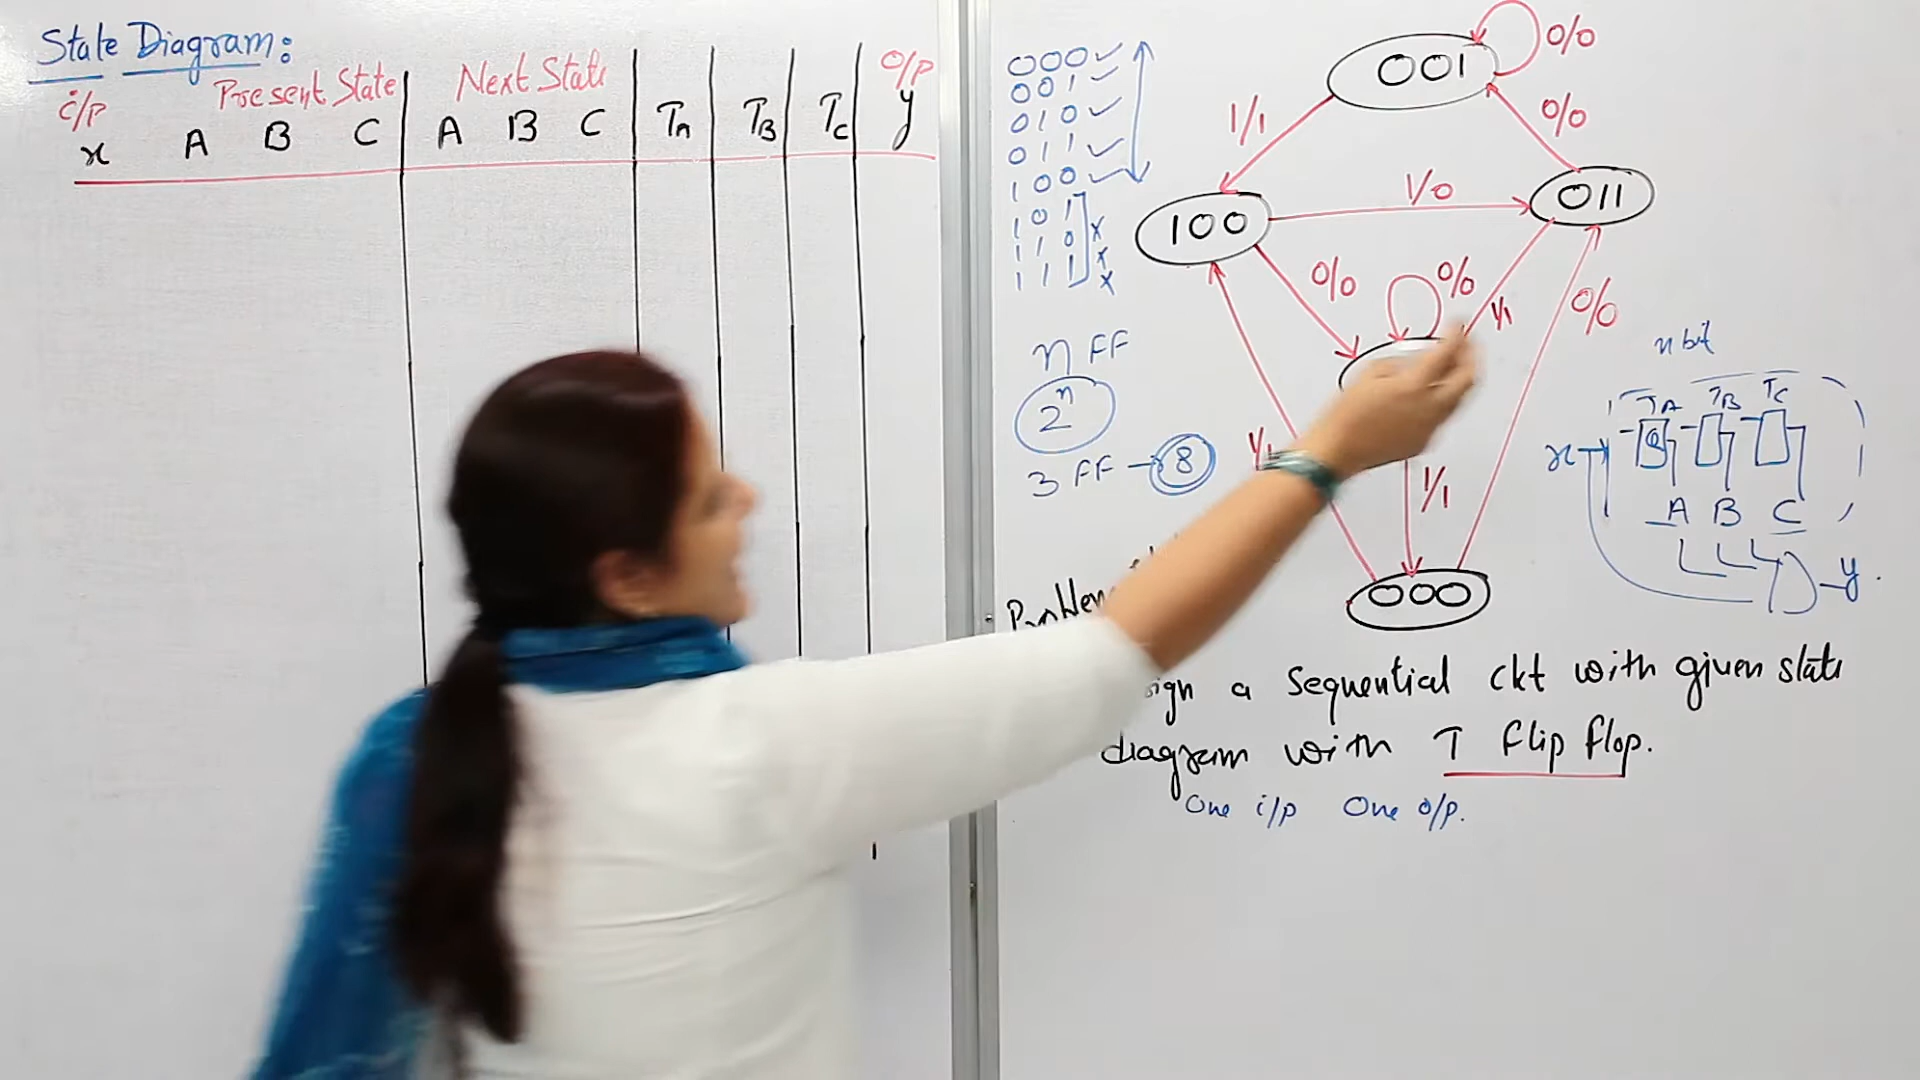 State Diagram:
i/p Present State Next State o/p
x A B C A B C TA TB TC y
000 ✓
001 ✓
010 ✓
011 ✓
100 ✓
101 x
110 x
111 x
n FF
2ⁿ
3 FF → 8
001
0/0
1/1
0/0
100
1/0
011
0/0
0/0
1/1
0/0
1/1
000
n bit
TA TB TC
x
Q
A B C
y
a sequential ckt with given state
diagram with T flip flop.
One i/p One o/p.